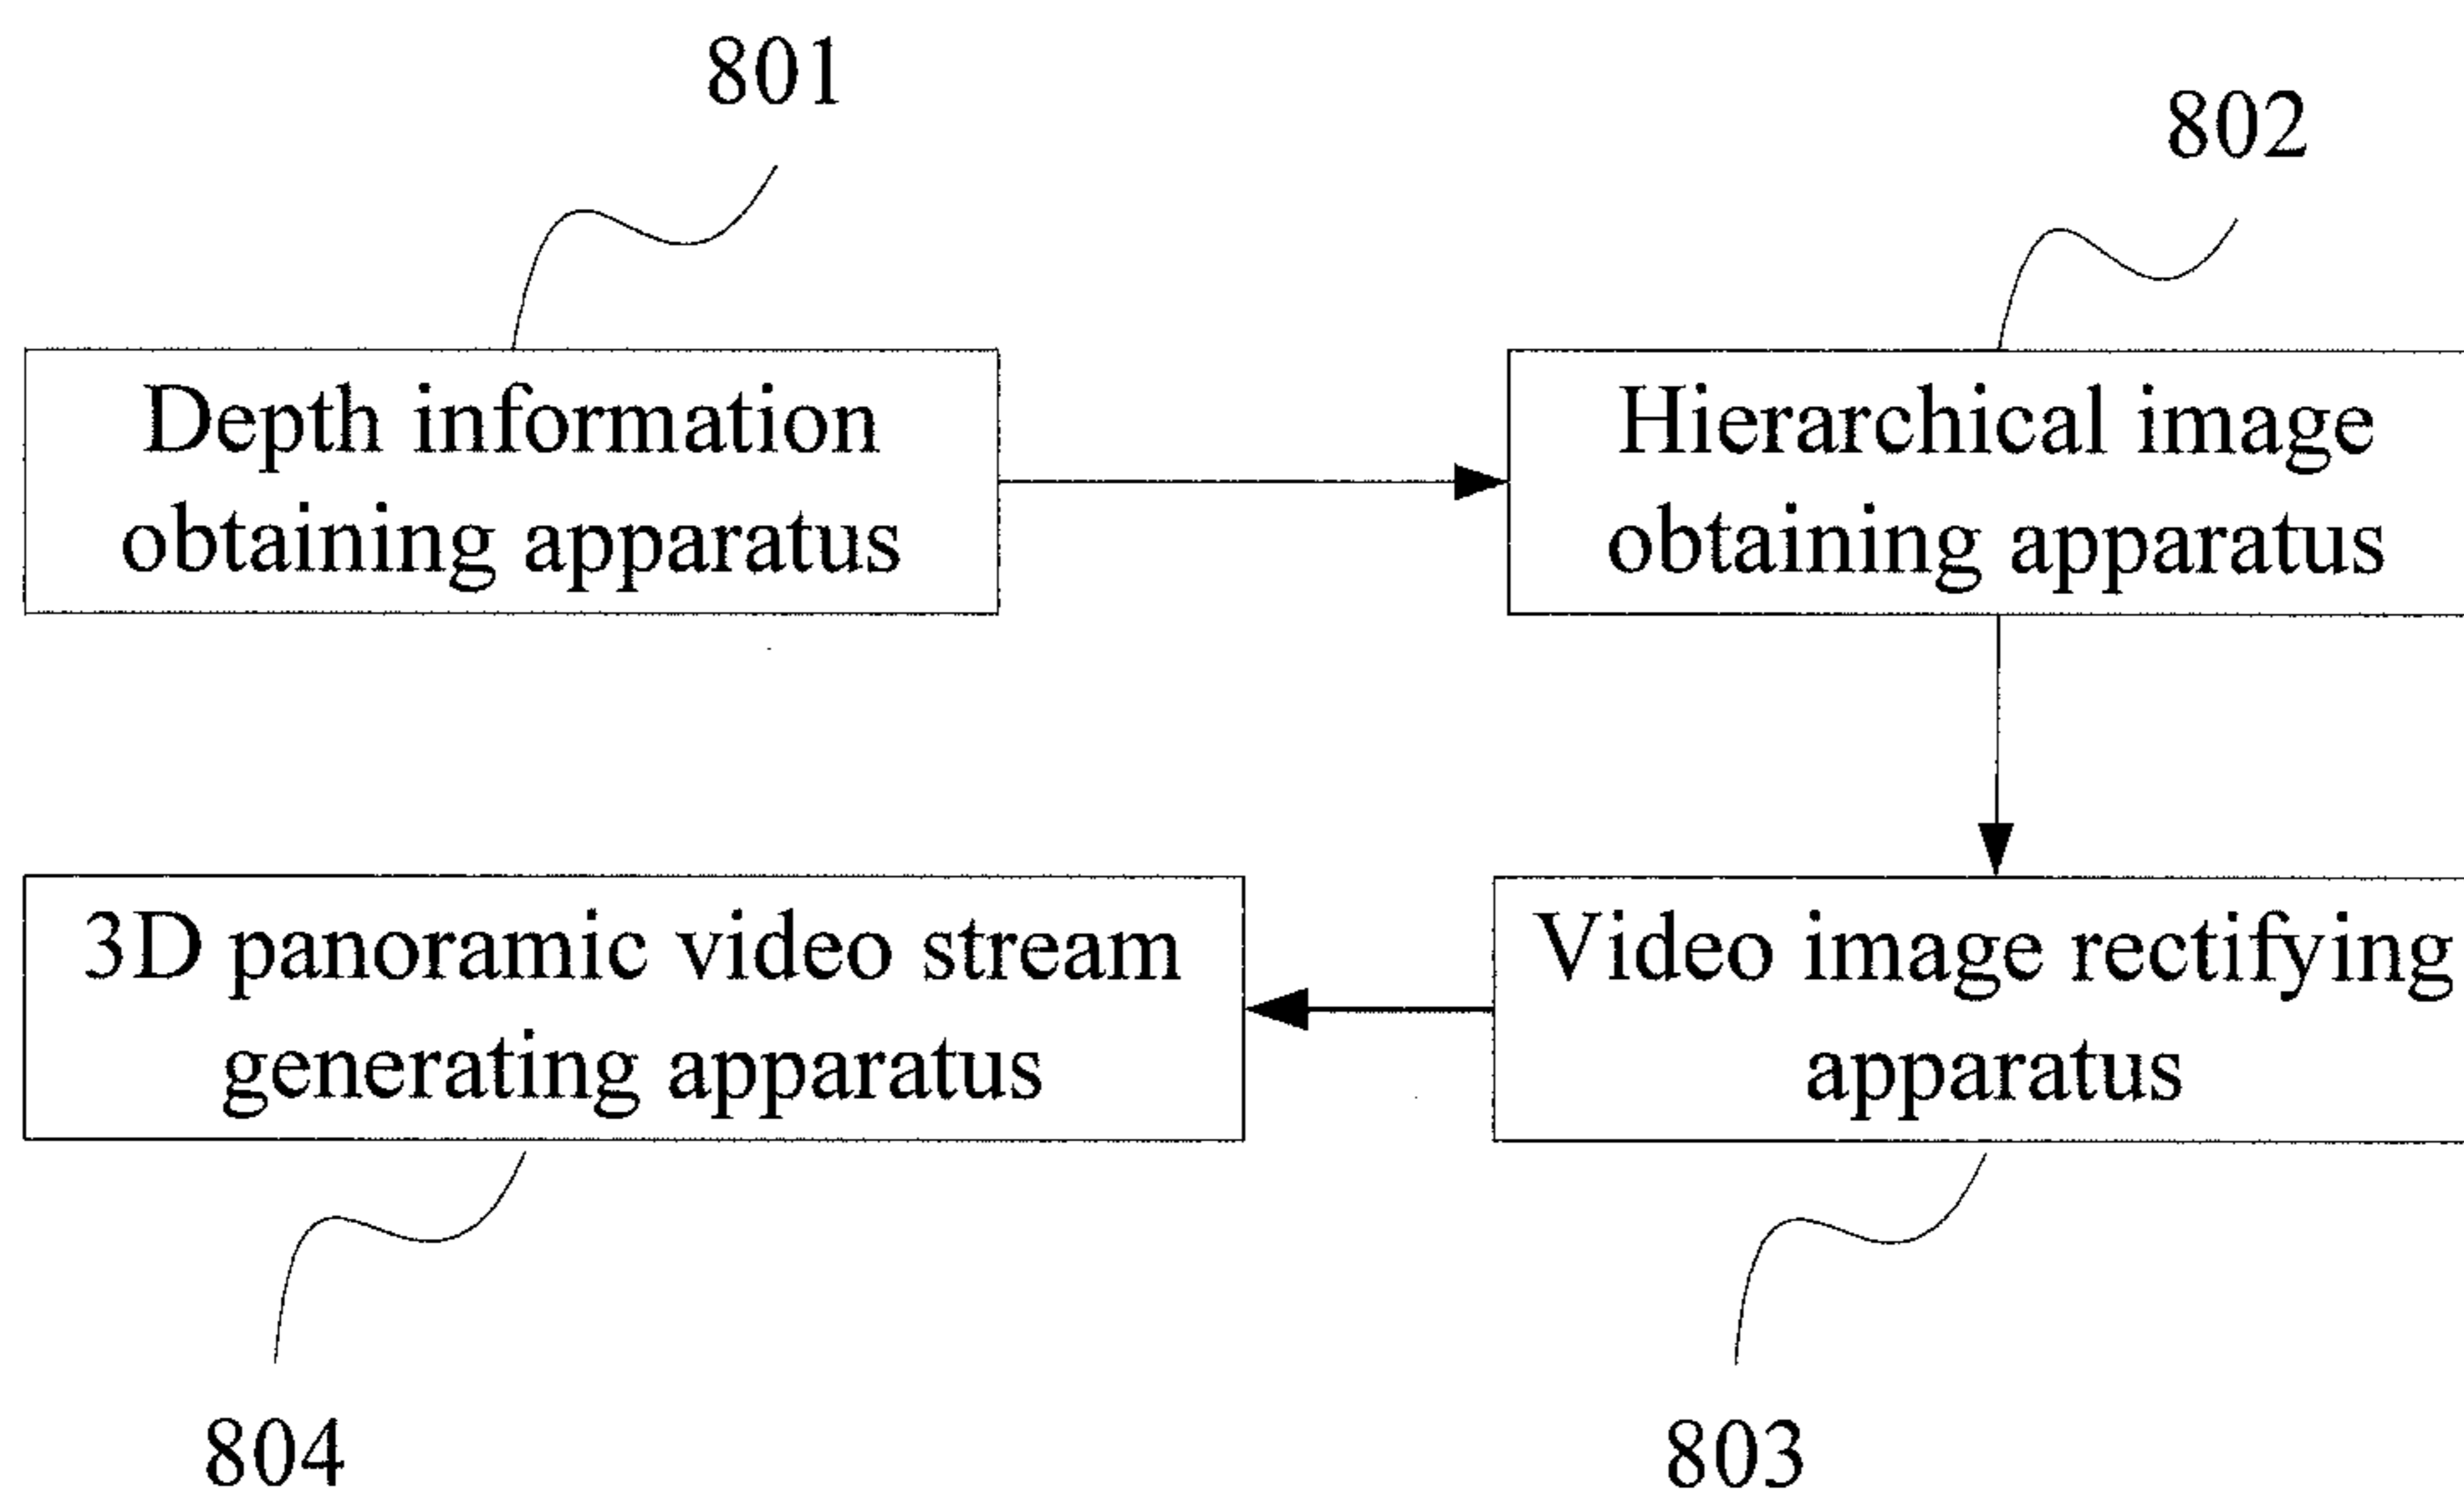 801
802
Depth information
obtaining apparatus
Hierarchical image
obtaining apparatus
3D panoramic video stream
generating apparatus
Video image rectifying
apparatus
804
803